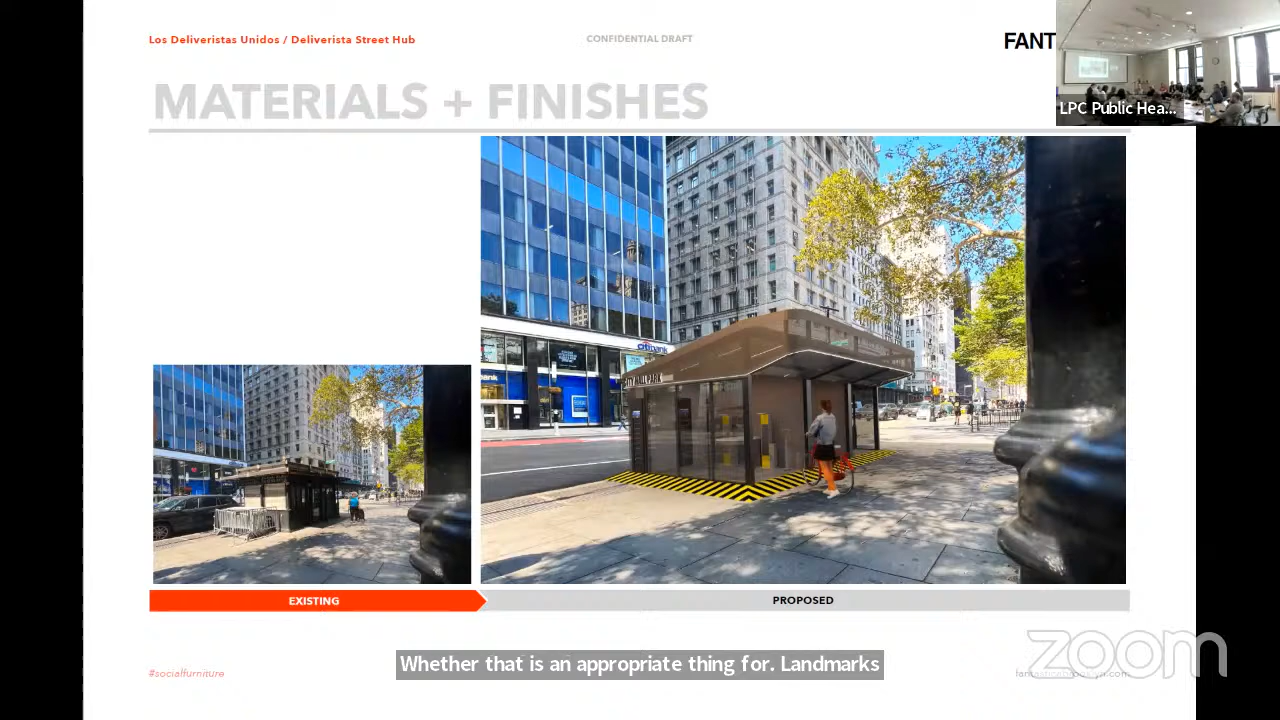 Los Deliveristas Unidos / Deliverista Street Hub
CONFIDENTIAL DRAFT
FANT
LPC Public Hea...
MATERIALS + FINISHES
citibank
CITY HALL PARK
EXISTING
PROPOSED
Whether that is an appropriate thing for. Landmarks
#socialfurniture
zoom